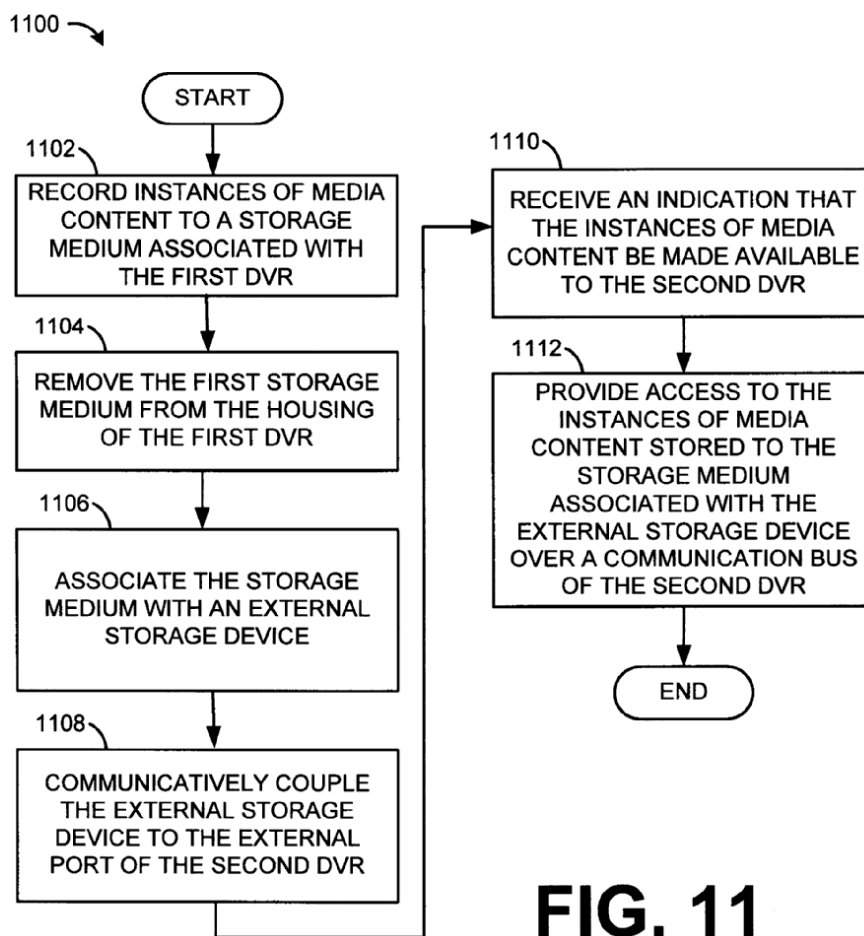 1100
START
1102
RECORD INSTANCES OF MEDIA
CONTENT TO A STORAGE
MEDIUM ASSOCIATED WITH
THE FIRST DVR
1104
REMOVE THE FIRST STORAGE
MEDIUM FROM THE HOUSING
OF THE FIRST DVR
1106
ASSOCIATE THE STORAGE
MEDIUM WITH AN EXTERNAL
STORAGE DEVICE
1108
COMMUNICATIVELY COUPLE
THE EXTERNAL STORAGE
DEVICE TO THE EXTERNAL
PORT OF THE SECOND DVR
1110
RECEIVE AN INDICATION THAT
THE INSTANCES OF MEDIA
CONTENT BE MADE AVAILABLE
TO THE SECOND DVR
1112
PROVIDE ACCESS TO THE
INSTANCES OF MEDIA
CONTENT STORED TO THE
STORAGE MEDIUM
ASSOCIATED WITH THE
EXTERNAL STORAGE DEVICE
OVER A COMMUNICATION BUS
OF THE SECOND DVR
END
FIG. 11